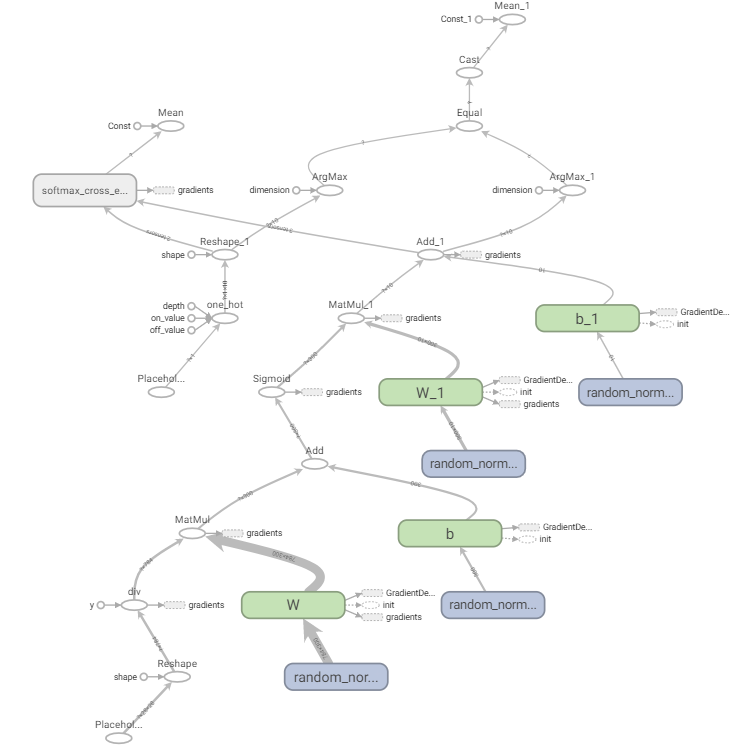 Mean_1
Const_1
Cast
Equal
Mean
Const
softmax_cross_e...
gradients
ArgMax
dimension
ArgMax_1
dimension
Reshape_1
shape
Add_1
gradients
one_hot
depth
on_value
off_value
MatMul_1
gradients
b_1
GradientDe...
init
Placehol...
Sigmoid
gradients
W_1
GradientDe...
init
gradients
random_norm...
Add
random_norm...
MatMul
gradients
b
GradientDe...
init
div
y
gradients
W
GradientDe...
init
gradients
random_norm...
Reshape
shape
random_nor...
Placehol...